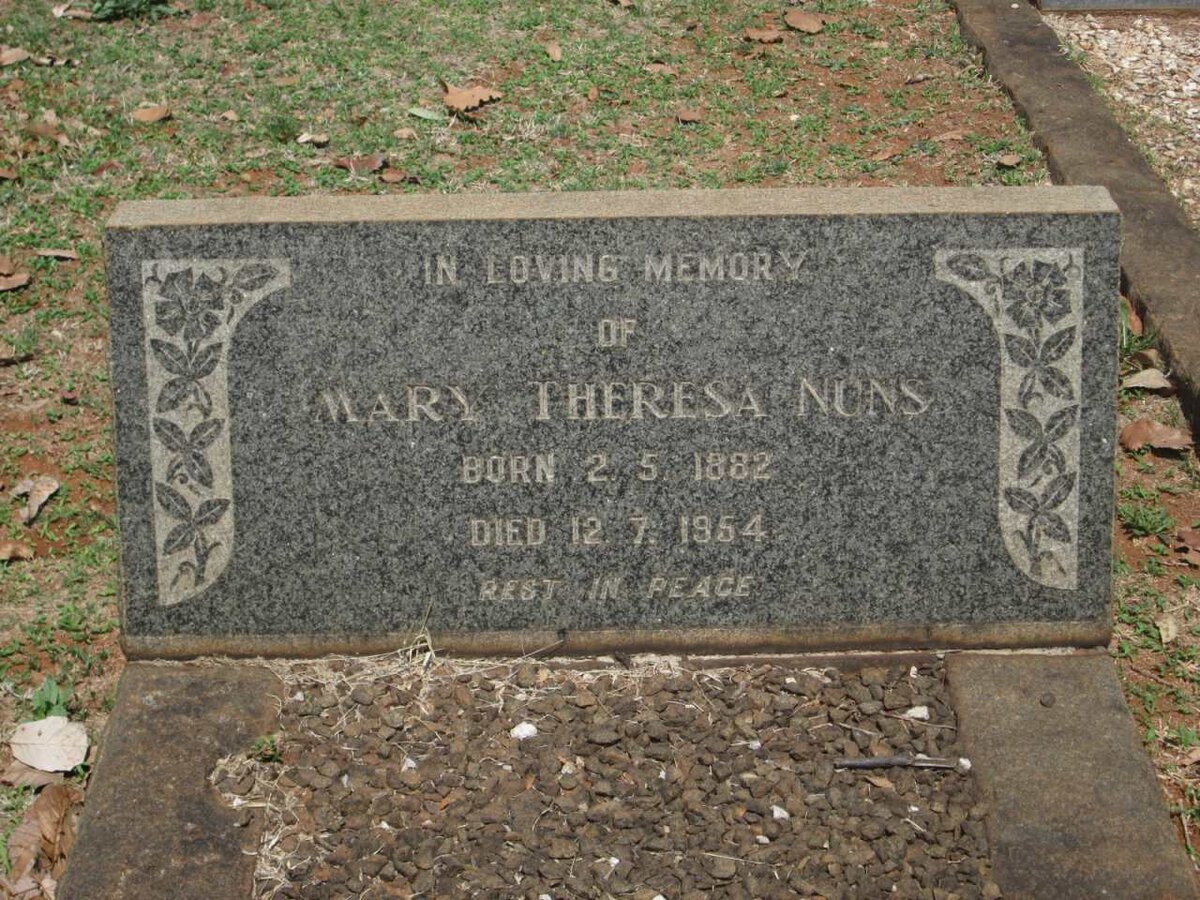 IN LOVING MEMORY
OF
MARY THERESA NUNS
BORN 2. 5. 1882
DIED 12. 7. 1954
REST IN PEACE